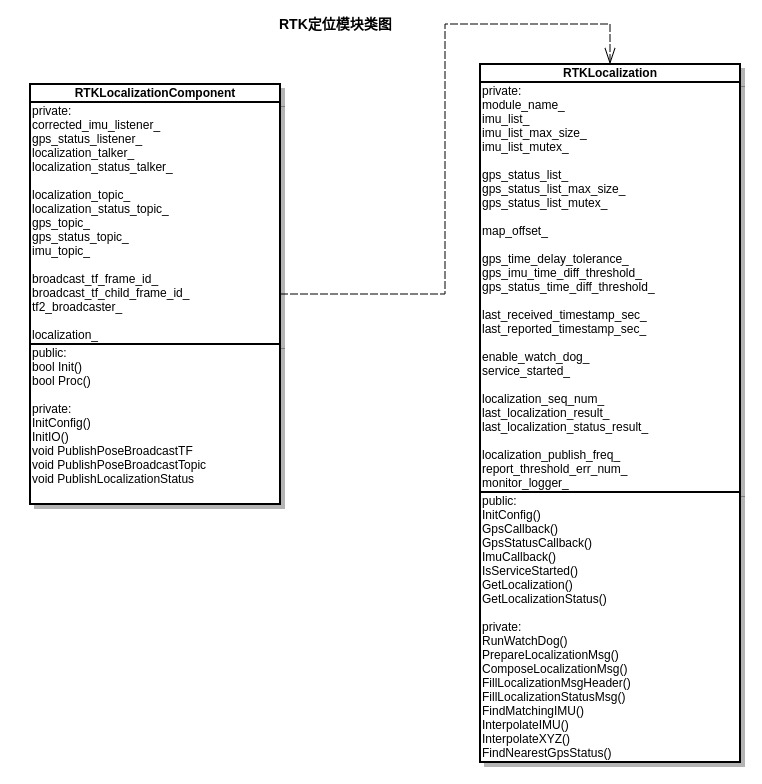 RTK定位模块类图
RTKLocalizationComponent
private:
corrected_imu_listener_
gps_status_listener_
localization_talker_
localization_status_talker_
localization_topic_
localization_status_topic_
gps_topic_
gps_status_topic_
imu_topic_
broadcast_tf_frame_id_
broadcast_tf_child_frame_id_
tf2_broadcaster_
localization_
public:
bool Init()
bool Proc()
private:
InitConfig()
InitIO()
void PublishPoseBroadcastTF
void PublishPoseBroadcastTopic
void PublishLocalizationStatus
RTKLocalization
private:
module_name_
imu_list_
imu_list_max_size_
imu_list_mutex_
gps_status_list_
gps_status_list_max_size_
gps_status_list_mutex_
map_offset_
gps_time_delay_tolerance_
gps_imu_time_diff_threshold_
gps_status_time_diff_threshold_
last_received_timestamp_sec_
last_reported_timestamp_sec_
enable_watch_dog_
service_started_
localization_seq_num_
last_localization_result_
last_localization_status_result_
localization_publish_freq_
report_threshold_err_num_
monitor_logger_
public:
InitConfig()
GpsCallback()
GpsStatusCallback()
ImuCallback()
IsServiceStarted()
GetLocalization()
GetLocalizationStatus()
private:
RunWatchDog()
PrepareLocalizationMsg()
ComposeLocalizationMsg()
FillLocalizationMsgHeader()
FillLocalizationStatusMsg()
FindMatchingIMU()
InterpolateIMU()
InterpolateXYZ()
FindNearestGpsStatus()